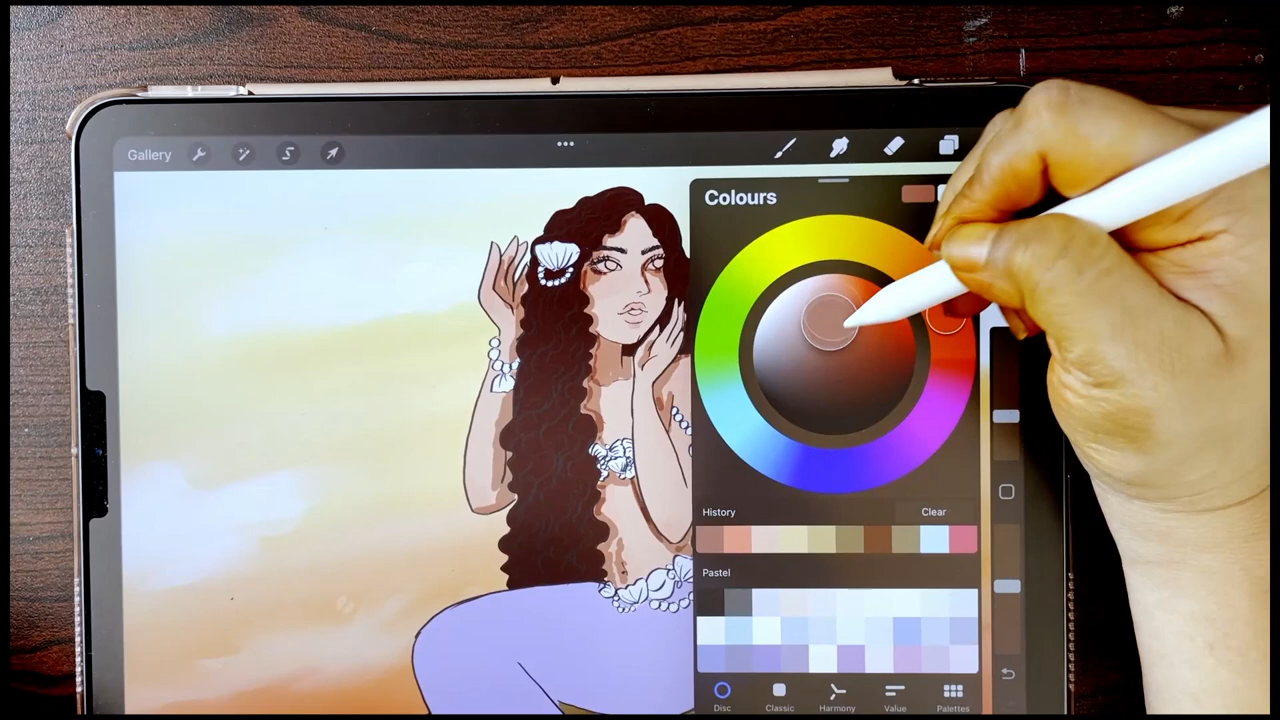 Gallery
Colours
History
Clear
Pastel
Disc
Classic
Harmony
Value
Palettes